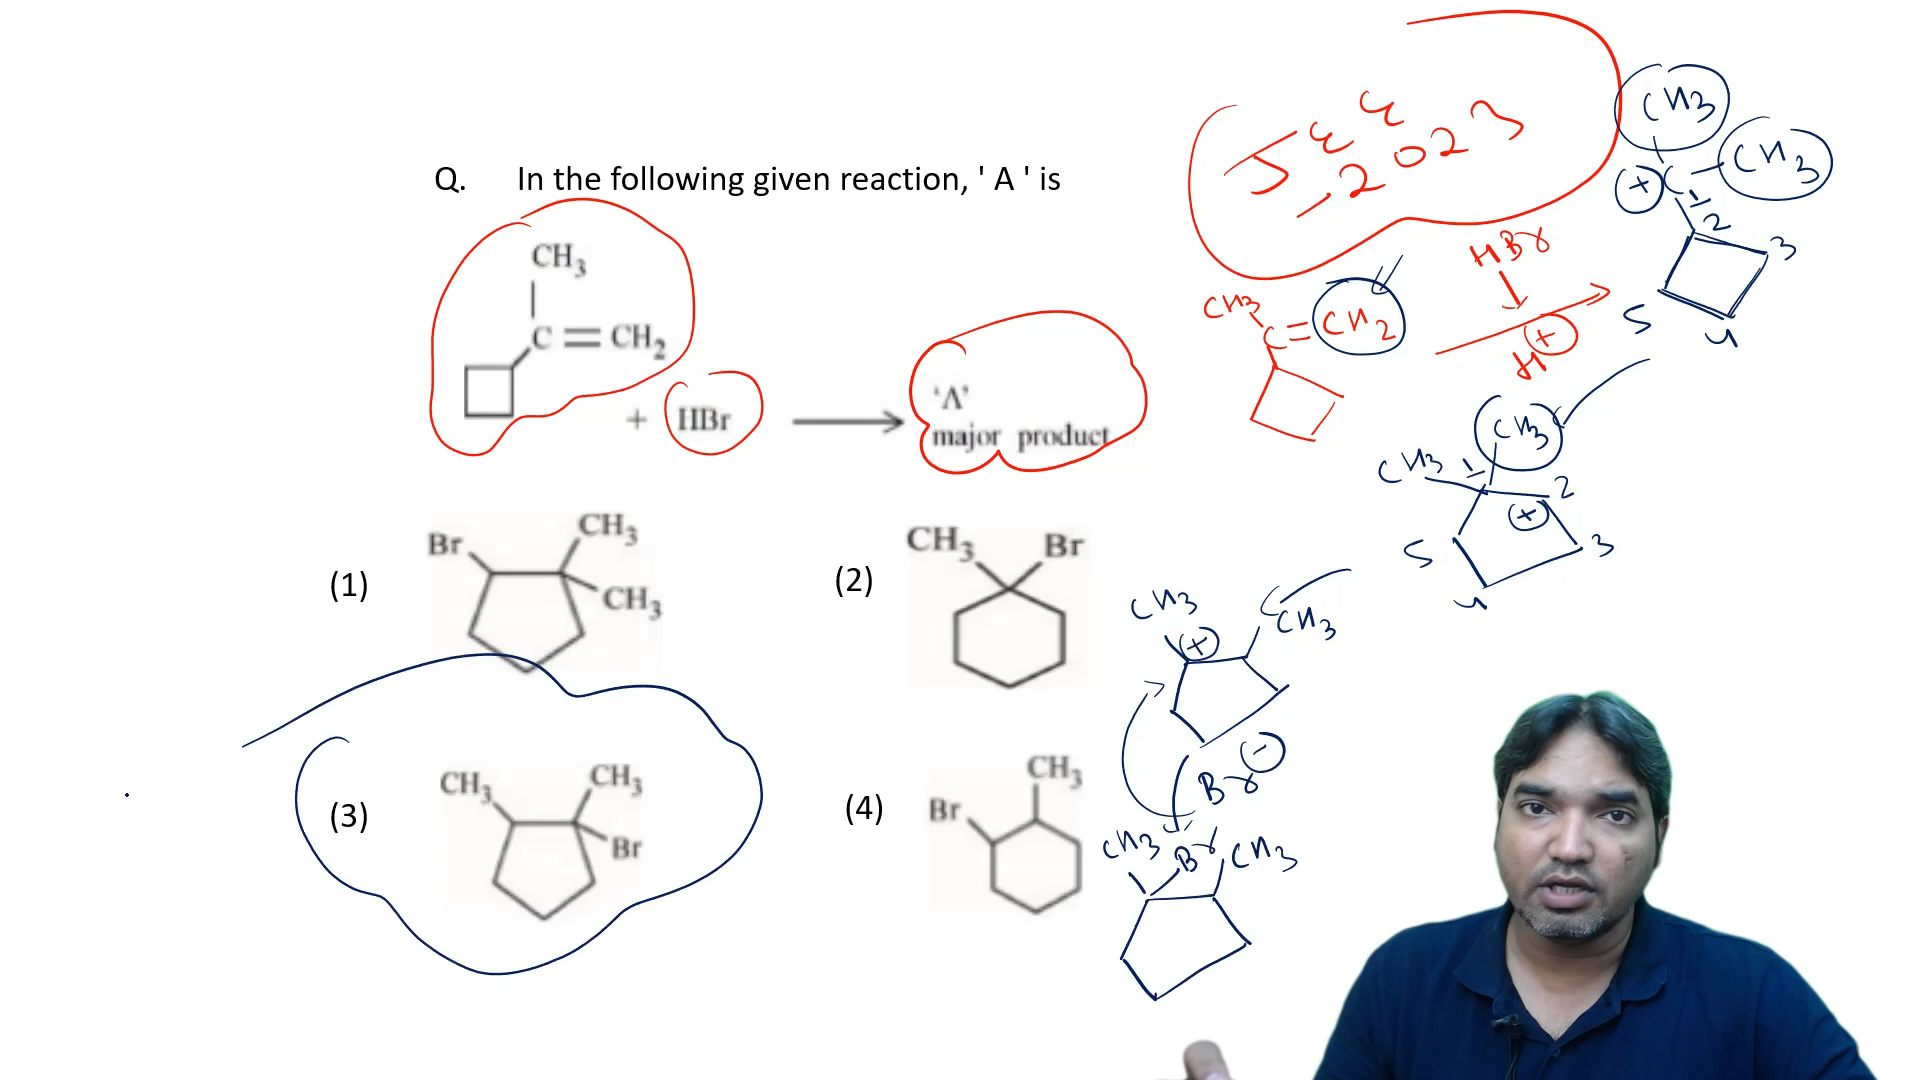 Q. In the following given reaction, ' A ' is
CH3
C = CH2
+ HBr
'A'
major product
(1)
Br
CH3
CH3
(2)
CH3
Br
(3)
CH3
CH3
Br
(4)
Br
CH3
JEE
2023
CH3
C = CH2
HBr
H+
CH3
CH3
+ C
1
2
3
4
5
CH3
CH3
1
2
+
3
4
5
CH3
+
CH3
Br-
CH3
Br
CH3